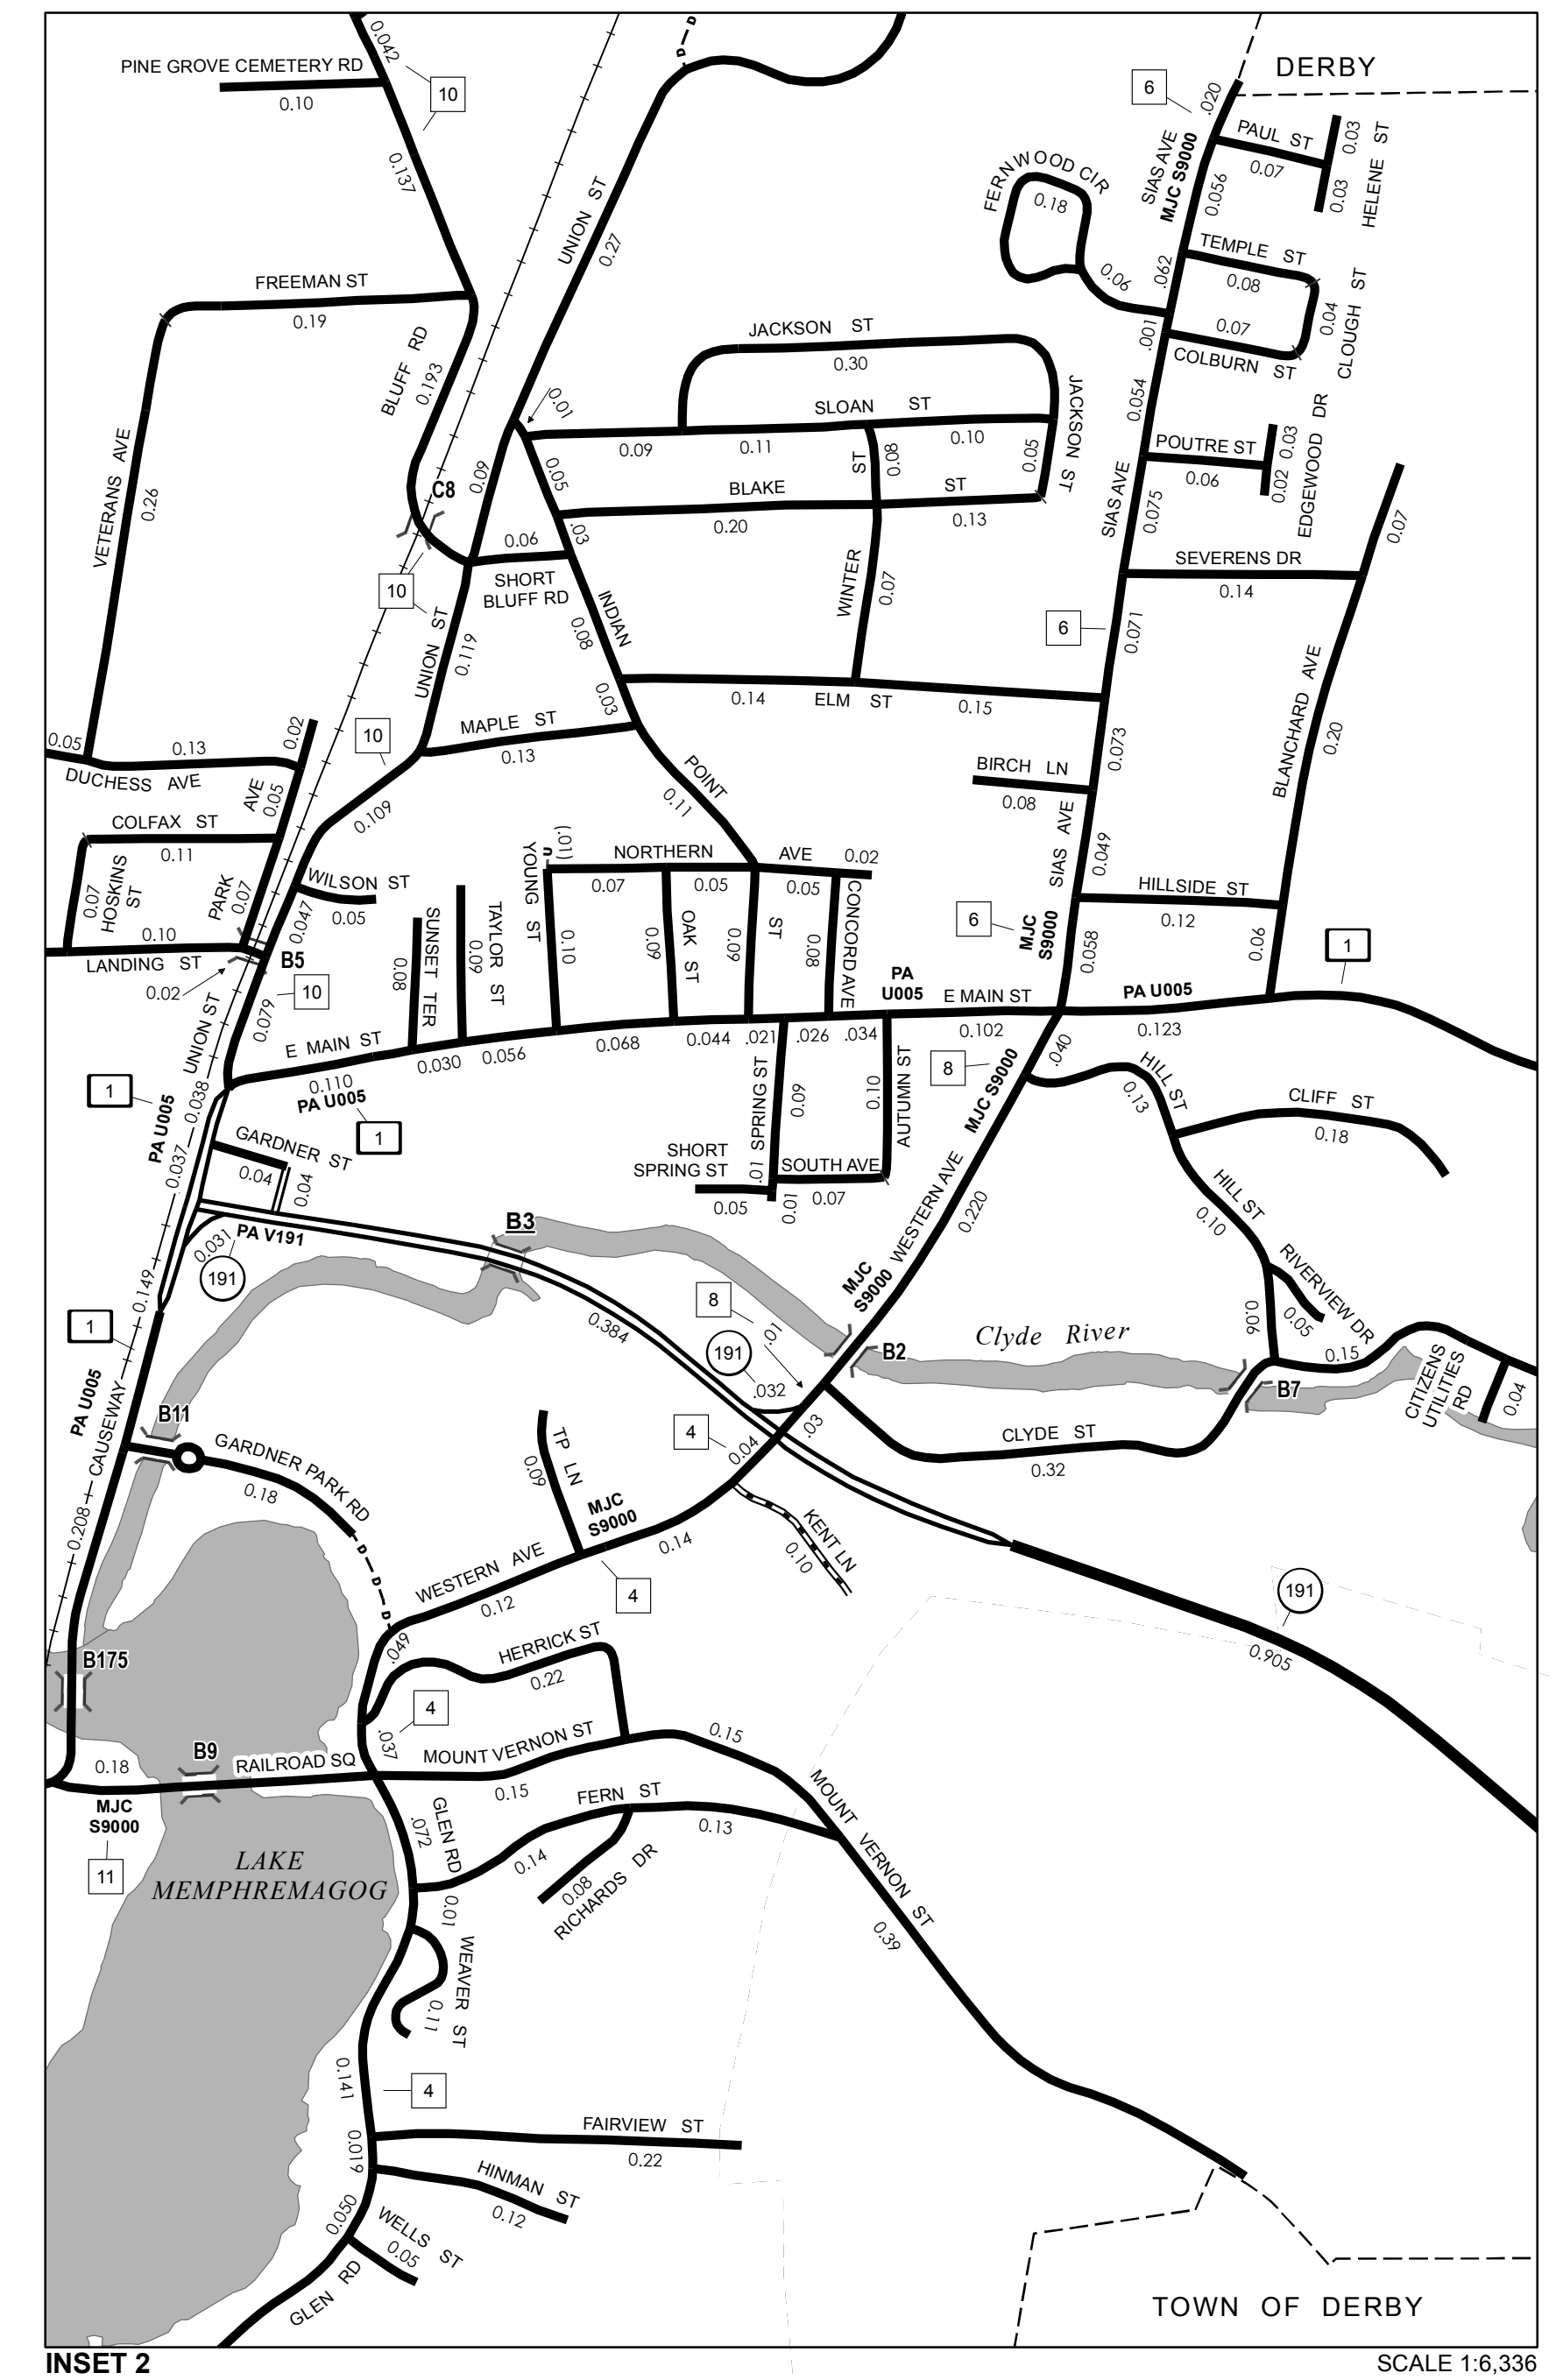 0.042
D
D
DERBY
PINE GROVE CEMETERY RD
0.10
10
6
.020
PAUL ST
0.07
0.03
0.03
HELENE ST
SIAS AVE
MJC S9000
0.056
0.137
UNION ST
0.27
FERNWOOD CIR
0.18
0.06
.062
TEMPLE ST
0.08
0.04
CLOUGH ST
0.07
COLBURN ST
.001
FREEMAN ST
0.19
BLUFF RD
0.193
JACKSON ST
0.30
JACKSON ST
0.01
SLOAN ST
0.09
0.11
0.10
0.05
0.054
POUTRE ST
0.06
0.03
0.02
EDGEWOOD DR
VETERANS AVE
0.26
C8
0.09
0.05
ST
0.08
BLAKE ST
0.20
0.13
SIAS AVE
0.075
0.07
.03
0.06
SHORT
BLUFF RD
10
WINTER
0.07
SEVERENS DR
0.14
UNION ST
0.119
INDIAN
0.08
6
0.071
0.03
0.14
ELM ST
0.15
BLANCHARD AVE
0.20
0.05
0.13
DUCHESS AVE
0.02
AVE
0.05
10
MAPLE ST
0.13
0.073
BIRCH LN
0.08
POINT
0.11
0.109
COLFAX ST
0.11
0.07
HOSKINS
ST
PARK
0.07
WILSON ST
0.05
0.047
YOUNG ST
U
(.01)
NORTHERN AVE
0.02
0.07
0.05
0.05
SIAS AVE
0.049
HILLSIDE ST
0.12
SUNSET TER
0.08
TAYLOR ST
0.09
0.10
OAK ST
0.09
0.09
ST
0.08
CONCORD AVE
6
MJC
S9000
0.058
0.06
1
0.10
LANDING ST
0.02
B5
10
UNION ST
0.079
PA
U005
E MAIN ST
0.102
PA U005
0.123
E MAIN ST
0.110
PA U005
0.030
0.056
0.068
0.044
.021
.026
.034
1
1
PA U005
0.038
0.037
GARDNER ST
0.04
0.04
SPRING ST
0.09
0.10
AUTUMN ST
8
MJC S9000
.040
HILL ST
0.13
CLIFF ST
0.18
SHORT
SPRING ST
.01
SOUTH AVE
0.05
0.01
0.07
WESTERN AVE
0.220
HILL ST
0.10
PA V191
0.031
191
B3
0.149
1
0.384
8
.01
191
.032
MJC
S9000
B2
Clyde River
0.06
RIVERVIEW DR
0.05
0.15
B7
CITIZENS
UTILITIES
RD
0.04
PA U005
CAUSEWAY
B11
GARDNER PARK RD
0.18
TP LN
0.09
4
0.04
.03
CLYDE ST
0.32
0.208
MJC
S9000
0.14
KENT LN
0.10
D
D
D
WESTERN AVE
0.12
4
191
0.905
.049
HERRICK ST
0.22
B175
4
.037
MOUNT VERNON ST
0.15
0.15
0.18
B9
RAILROAD SQ
MJC
S9000
11
FERN ST
0.13
MOUNT VERNON ST
GLEN RD
.072
0.14
0.08
RICHARDS DR
0.39
LAKE
MEMPHREMAGOG
0.01
WEAVER ST
0.11
0.141
4
FAIRVIEW ST
0.22
0.019
HINMAN ST
0.12
0.050
WELLS ST
0.05
GLEN RD
TOWN OF DERBY
INSET 2
SCALE 1:6,336